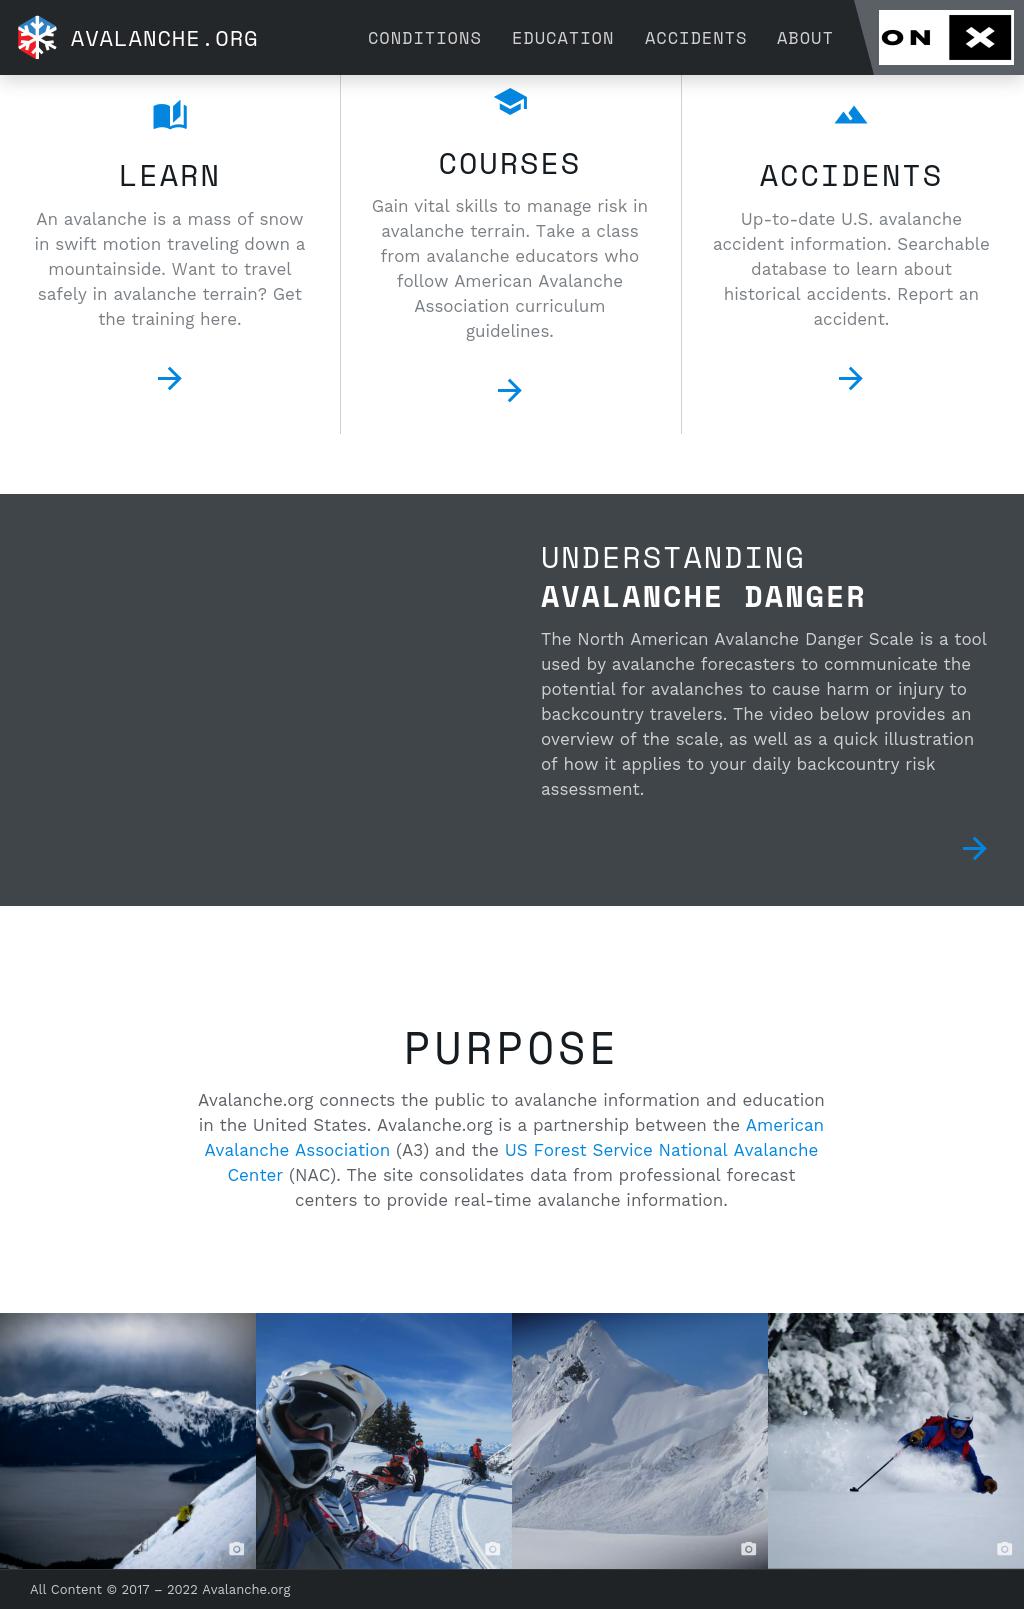 AVALANCHE.ORG
CONDITIONS EDUCATION ACCIDENTS ABOUT
ON X
LEARN
An avalanche is a mass of snow
in swift motion traveling down a
mountainside. Want to travel
safely in avalanche terrain? Get
the training here.
COURSES
Gain vital skills to manage risk in
avalanche terrain. Take a class
from avalanche educators who
follow American Avalanche
Association curriculum
guidelines.
ACCIDENTS
Up-to-date U.S. avalanche
accident information. Searchable
database to learn about
historical accidents. Report an
accident.
UNDERSTANDING
AVALANCHE DANGER
The North American Avalanche Danger Scale is a tool
used by avalanche forecasters to communicate the
potential for avalanches to cause harm or injury to
backcountry travelers. The video below provides an
overview of the scale, as well as a quick illustration
of how it applies to your daily backcountry risk
assessment.
PURPOSE
Avalanche.org connects the public to avalanche information and education
in the United States. Avalanche.org is a partnership between the American
Avalanche Association (A3) and the US Forest Service National Avalanche
Center (NAC). The site consolidates data from professional forecast
centers to provide real-time avalanche information.
All Content © 2017 – 2022 Avalanche.org